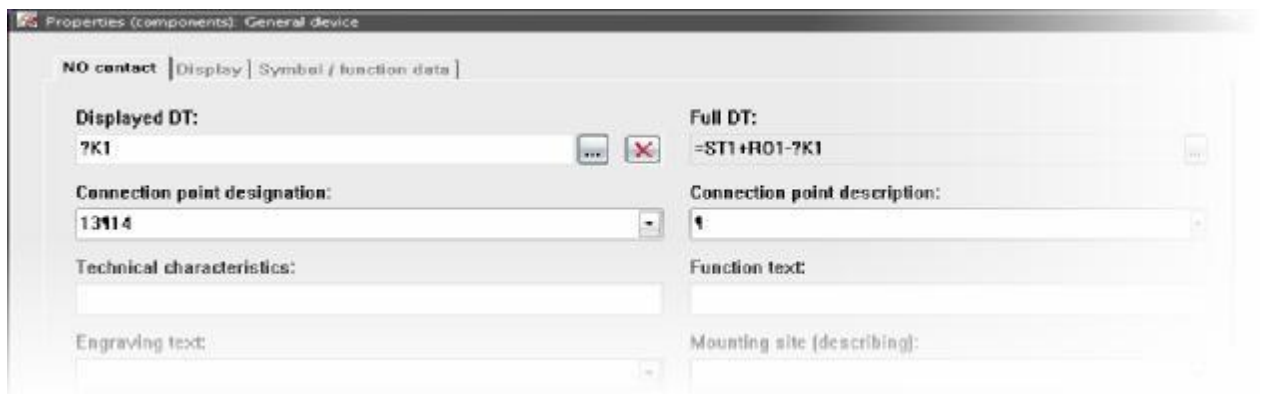 Properties (components): General device
NO contact Display Symbol / function data
Displayed DT: Full DT:
?K1 ... =ST1+RO1-?K1 ...
Connection point designation: Connection point description:
13¶14 ¶
Technical characteristics: Function text:
Engraving text: Mounting site (describing):